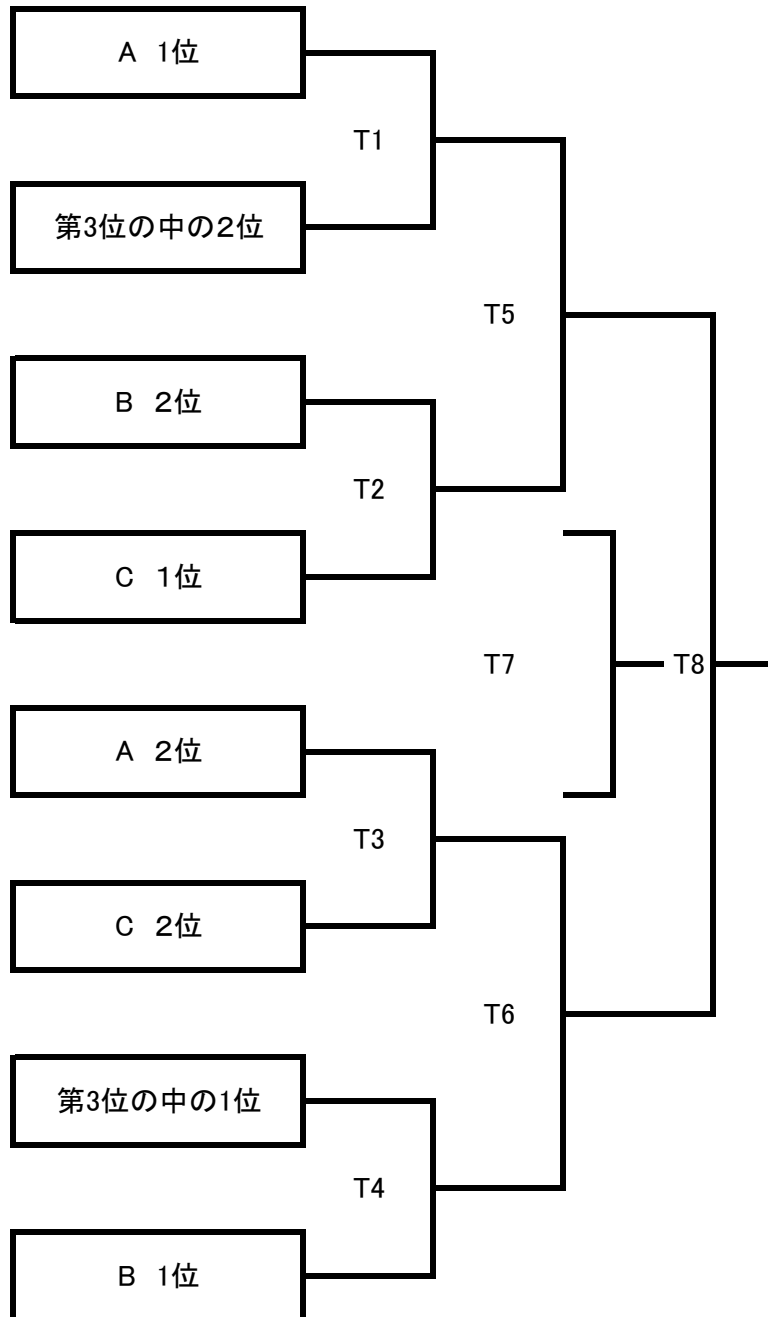 A 1位
T1
第3位の中の2位
T5
B 2位
T2
C 1位
T7
T8
A 2位
T3
C 2位
T6
第3位の中の1位
T4
B 1位